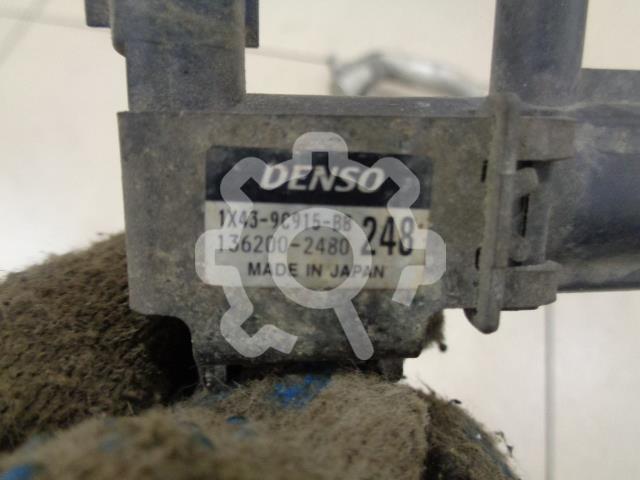 DENSO
1X43-9C915-BB
136200-2480 248
MADE IN JAPAN